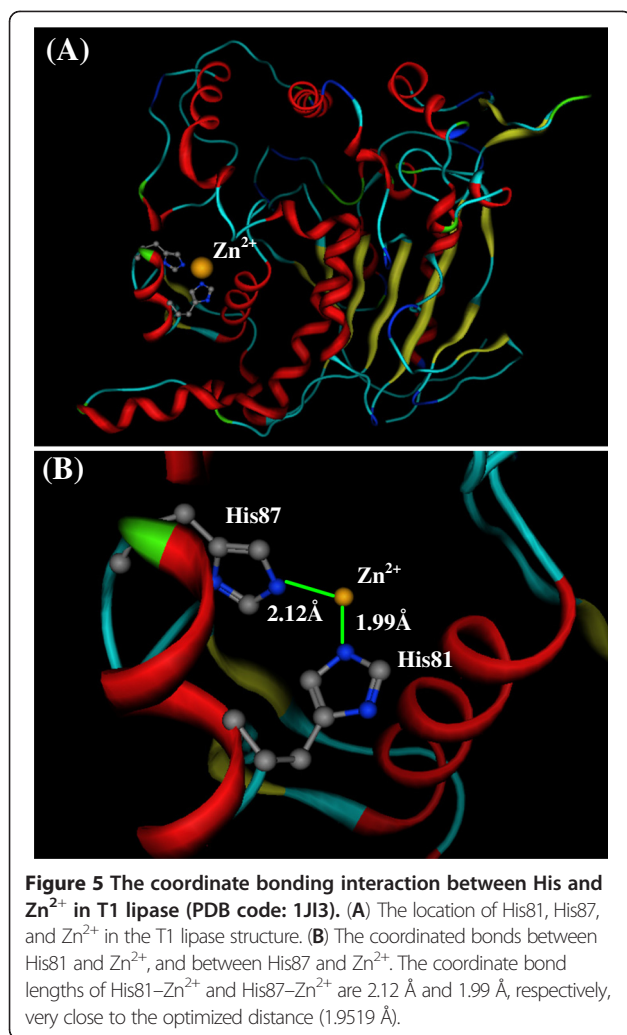 (A)
Zn²⁺
(B)
His87
Zn²⁺
2.12Å
1.99Å
His81
Figure 5 The coordinate bonding interaction between His and
Zn²⁺ in T1 lipase (PDB code: 1JI3). (A) The location of His81, His87,
and Zn²⁺ in the T1 lipase structure. (B) The coordinated bonds between
His81 and Zn²⁺, and between His87 and Zn²⁺. The coordinate bond
lengths of His81–Zn²⁺ and His87–Zn²⁺ are 2.12 Å and 1.99 Å, respectively,
very close to the optimized distance (1.9519 Å).